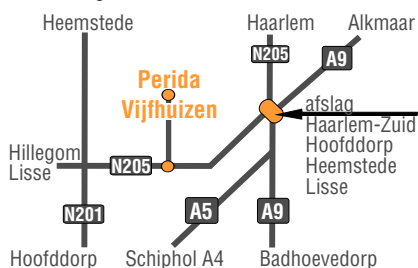 Heemstede
Haarlem
Alkmaar
N205
A9
Perida
Vijfhuizen
afslag
Haarlem-Zuid
Hoofddorp
Heemstede
Lisse
Hillegom
Lisse
N205
N201
A5
A9
Hoofddorp
Schiphol A4
Badhoevedorp